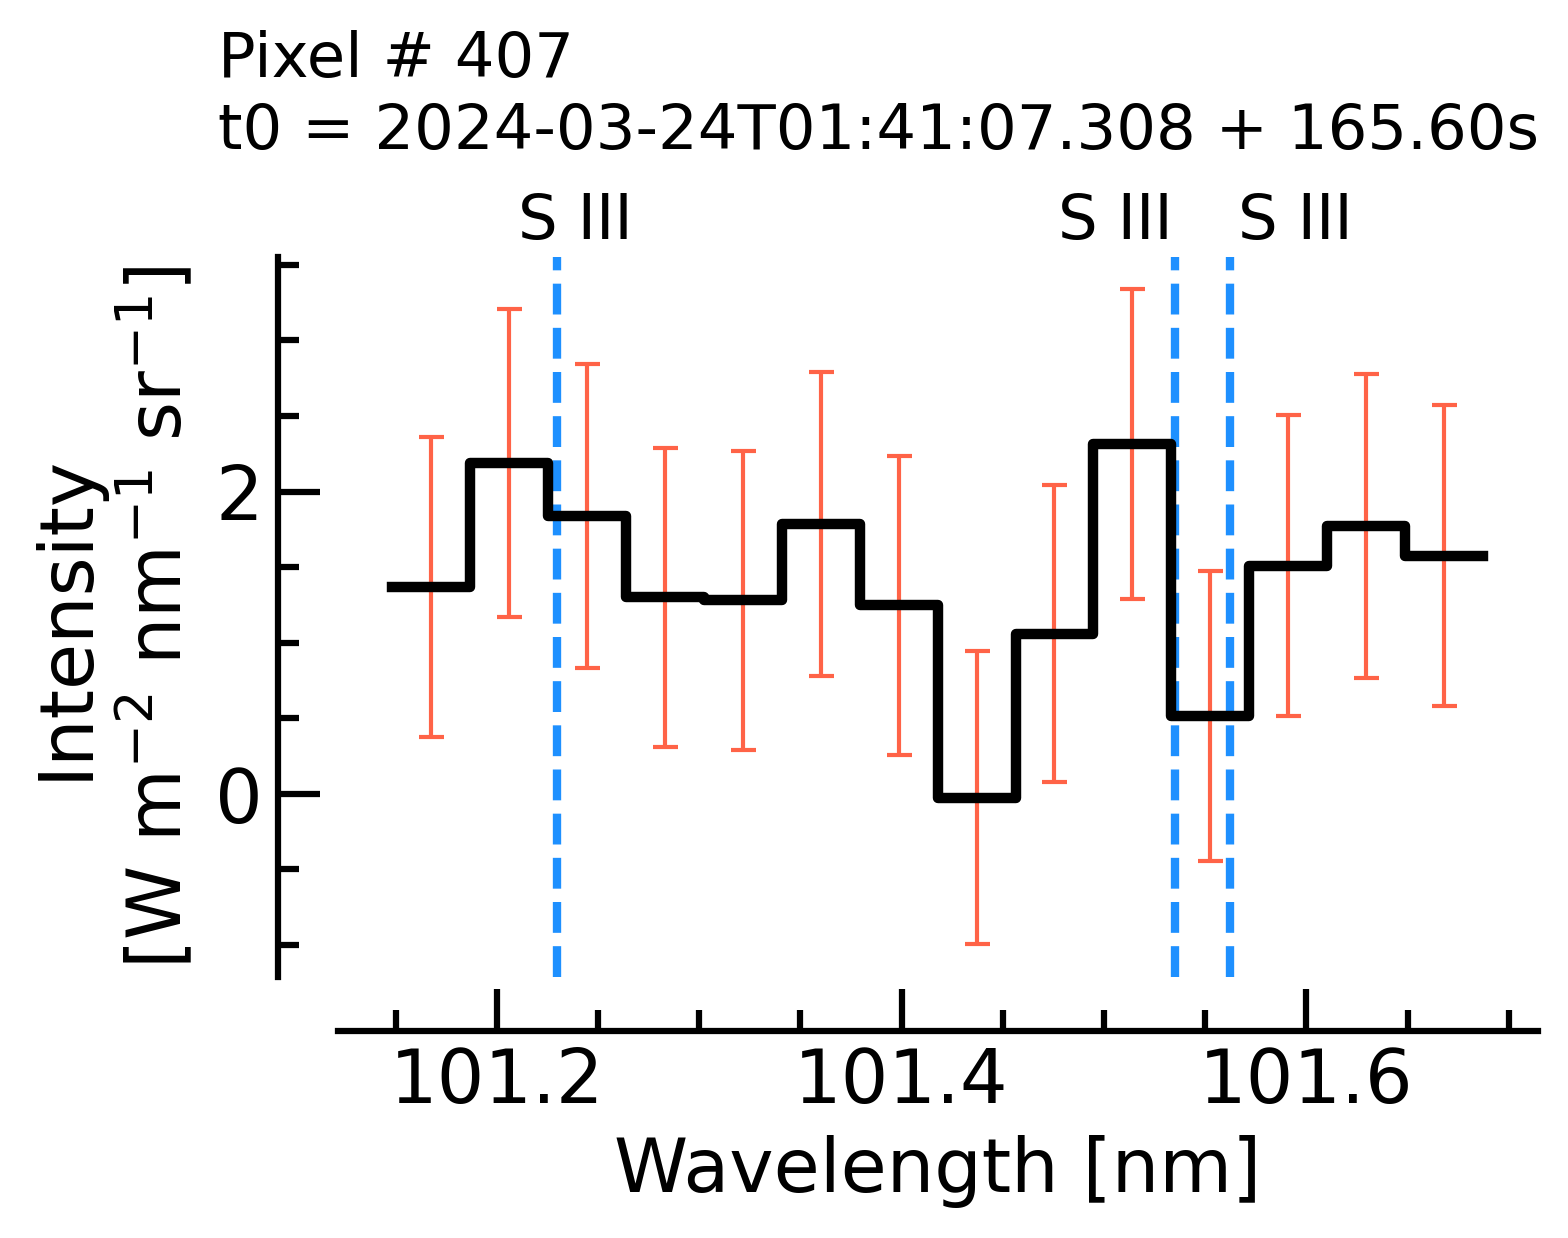 Pixel # 407
t0 = 2024-03-24T01:41:07.308 + 165.60s
S III S III S III
Intensity
[W m⁻² nm⁻¹ sr⁻¹]
2
0
101.2 101.4 101.6
Wavelength [nm]